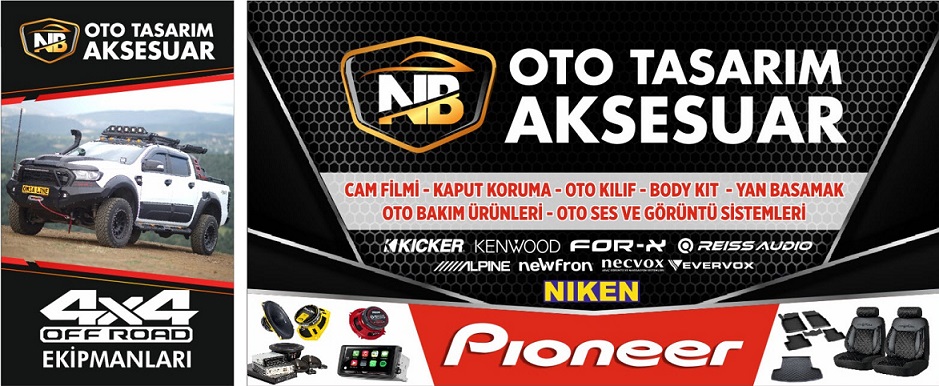 NB
OTO TASARIM
AKSESUAR
OMSA LINE
4x4
OFF ROAD
EKİPMANLARI
NB
OTO TASARIM
AKSESUAR
CAM FİLMİ - KAPUT KORUMA - OTO KILIF - BODY KIT - YAN BASAMAK
OTO BAKIM ÜRÜNLERİ - OTO SES VE GÖRÜNTÜ SİSTEMLERİ
KICKER KENWOOD FOR-X REISS AUDIO
ALPINE newfron necvox EVERVOX
NIKEN
Pioneer